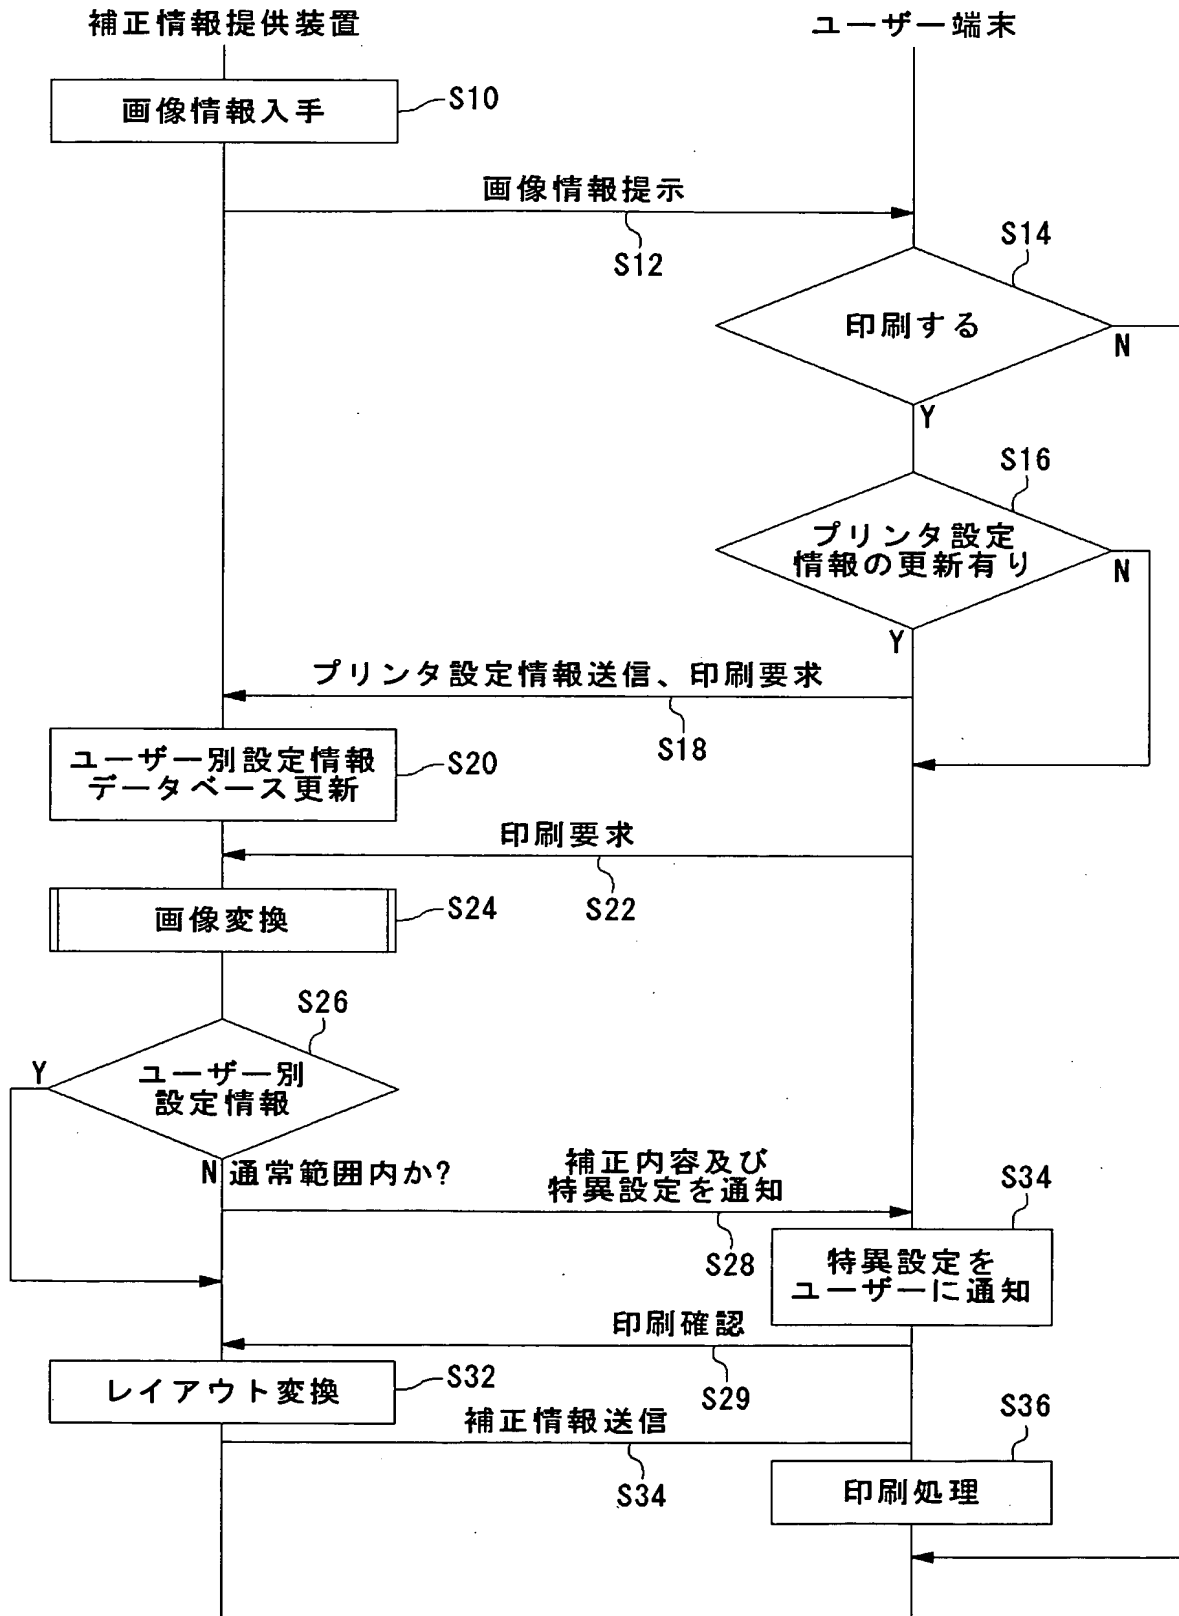 補正情報提供装置
ユーザー端末
画像情報入手
S10
画像情報提示
S12
S14
印刷する
N
Y
S16
プリンタ設定
情報の更新有り
N
Y
プリンタ設定情報送信、印刷要求
S18
ユーザー別設定情報
データベース更新
S20
印刷要求
S22
画像変換
S24
S26
Y
ユーザー別
設定情報
N 通常範囲内か?
補正内容及び
特異設定を通知
S28
S34
特異設定を
ユーザーに通知
印刷確認
S29
レイアウト変換
S32
補正情報送信
S34
S36
印刷処理